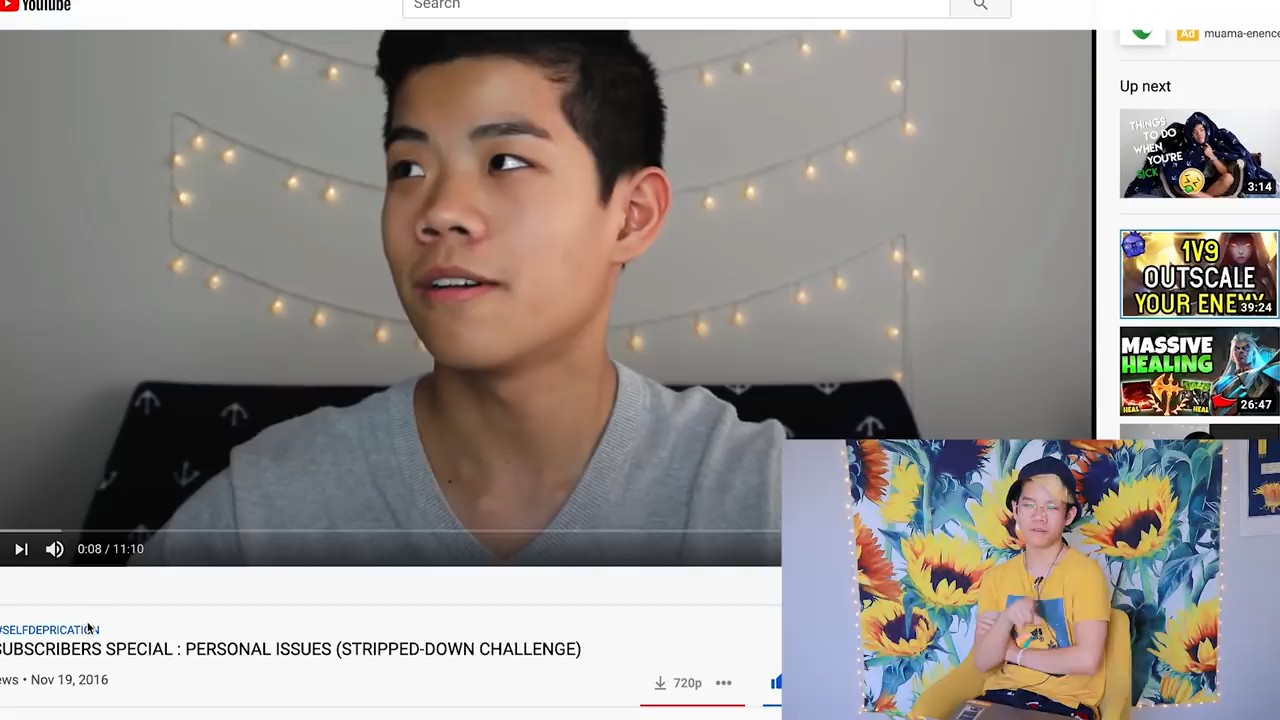 YouTube
Search
Ad muama-enence
Up next
THINGS
TO DO
WHEN
YOU'RE
SICK
3:14
1V9
OUTSCALE
YOUR ENEMY
39:24
MASSIVE
HEALING
HEAL HEAL
26:47
0:08 / 11:10
#SELFDEPRICATION
SUBSCRIBERS SPECIAL : PERSONAL ISSUES (STRIPPED-DOWN CHALLENGE)
ews • Nov 19, 2016
720p